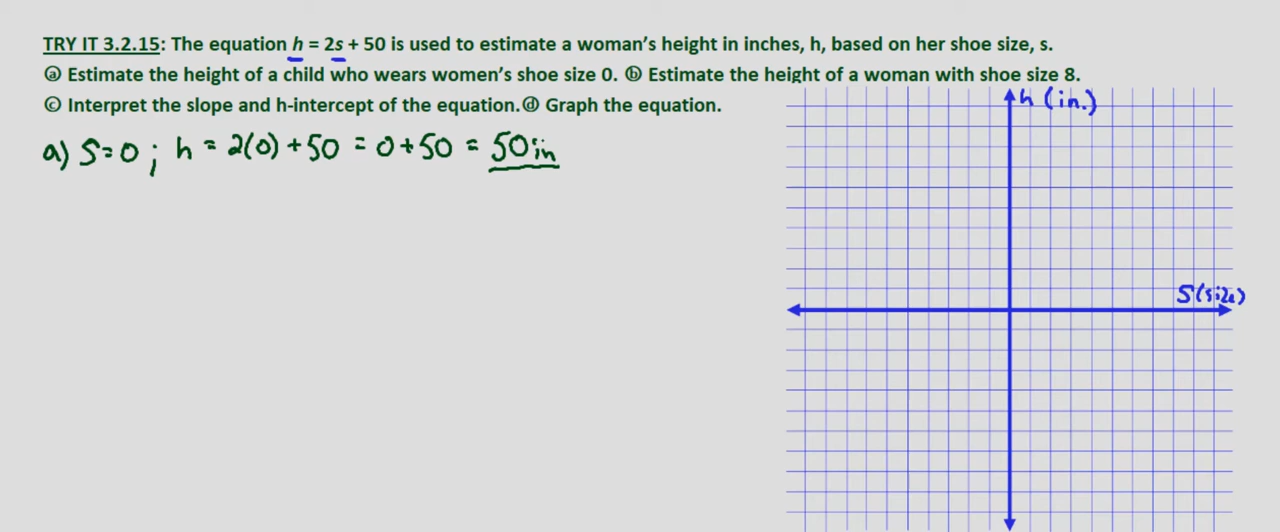 TRY IT 3.2.15: The equation h = 2s + 50 is used to estimate a woman's height in inches, h, based on her shoe size, s.
ⓐ Estimate the height of a child who wears women's shoe size 0. ⓑ Estimate the height of a woman with shoe size 8.
ⓒ Interpret the slope and h-intercept of the equation.ⓓ Graph the equation.
h (in.)
a) S=0 ; h = 2(0) + 50 = 0+50 = 50in
S(size)